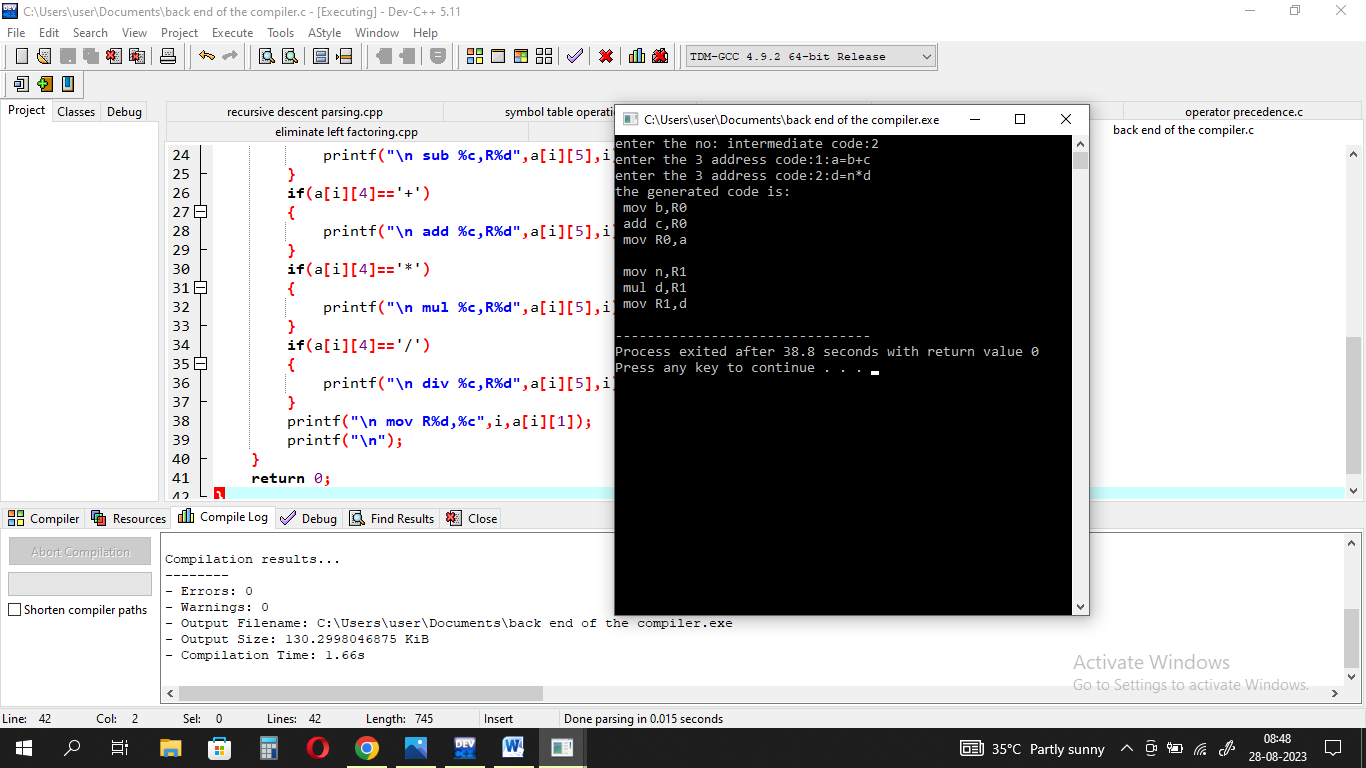 C:\Users\user\Documents\back end of the compiler.c - [Executing] - Dev-C++ 5.11
File Edit Search View Project Execute Tools AStyle Window Help
TDM-GCC 4.9.2 64-bit Release
Project Classes Debug
recursive descent parsing.cpp symbol table operati operator precedence.c
eliminate left factoring.cpp back end of the compiler.c
24 printf("\n sub %c,R%d",a[i][5],i
25 }
26 if(a[i][4]=='+')
27 {
28 printf("\n add %c,R%d",a[i][5],i
29 }
30 if(a[i][4]=='*')
31 {
32 printf("\n mul %c,R%d",a[i][5],i
33 }
34 if(a[i][4]=='/')
35 {
36 printf("\n div %c,R%d",a[i][5],i
37 }
38 printf("\n mov R%d,%c",i,a[i][1]);
39 printf("\n");
40 }
41 return 0;
42 }
C:\Users\user\Documents\back end of the compiler.exe
enter the no: intermediate code:2
enter the 3 address code:1:a=b+c
enter the 3 address code:2:d=n*d
the generated code is:
mov b,R0
add c,R0
mov R0,a
mov n,R1
mul d,R1
mov R1,d
--------------------------------
Process exited after 38.8 seconds with return value 0
Press any key to continue . . .
Compiler Resources Compile Log Debug Find Results Close
Abort Compilation
Shorten compiler paths
Compilation results...
--------
- Errors: 0
- Warnings: 0
- Output Filename: C:\Users\user\Documents\back end of the compiler.exe
- Output Size: 130.2998046875 KiB
- Compilation Time: 1.66s
Activate Windows
Go to Settings to activate Windows.
Line: 42 Col: 2 Sel: 0 Lines: 42 Length: 745 Insert Done parsing in 0.015 seconds
35°C Partly sunny
08:48
28-08-2023